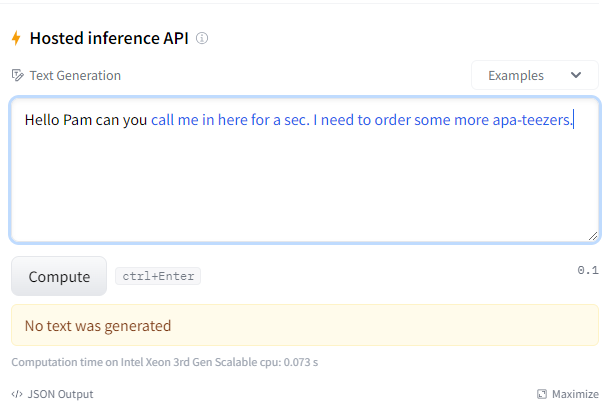 Hosted inference API
Text Generation
Examples
Hello Pam can you call me in here for a sec. I need to order some more apa-teezers.
Compute
ctrl+Enter
0.1
No text was generated
Computation time on Intel Xeon 3rd Gen Scalable cpu: 0.073 s
</> JSON Output
Maximize